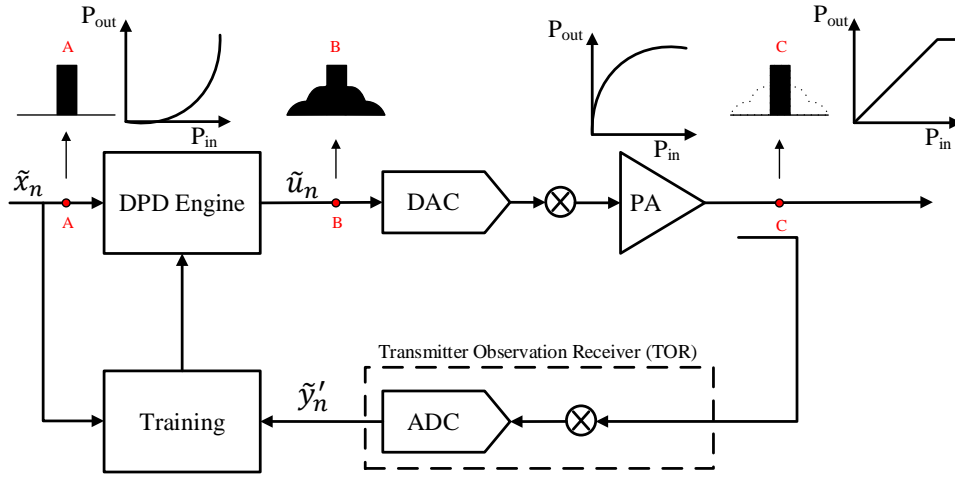 P_out
A
B
P_out
C
P_out
P_in
P_in
P_in
x̃_n
DPD Engine
ũ_n
DAC
PA
A
B
C
Transmitter Observation Receiver (TOR)
Training
ỹ′_n
ADC